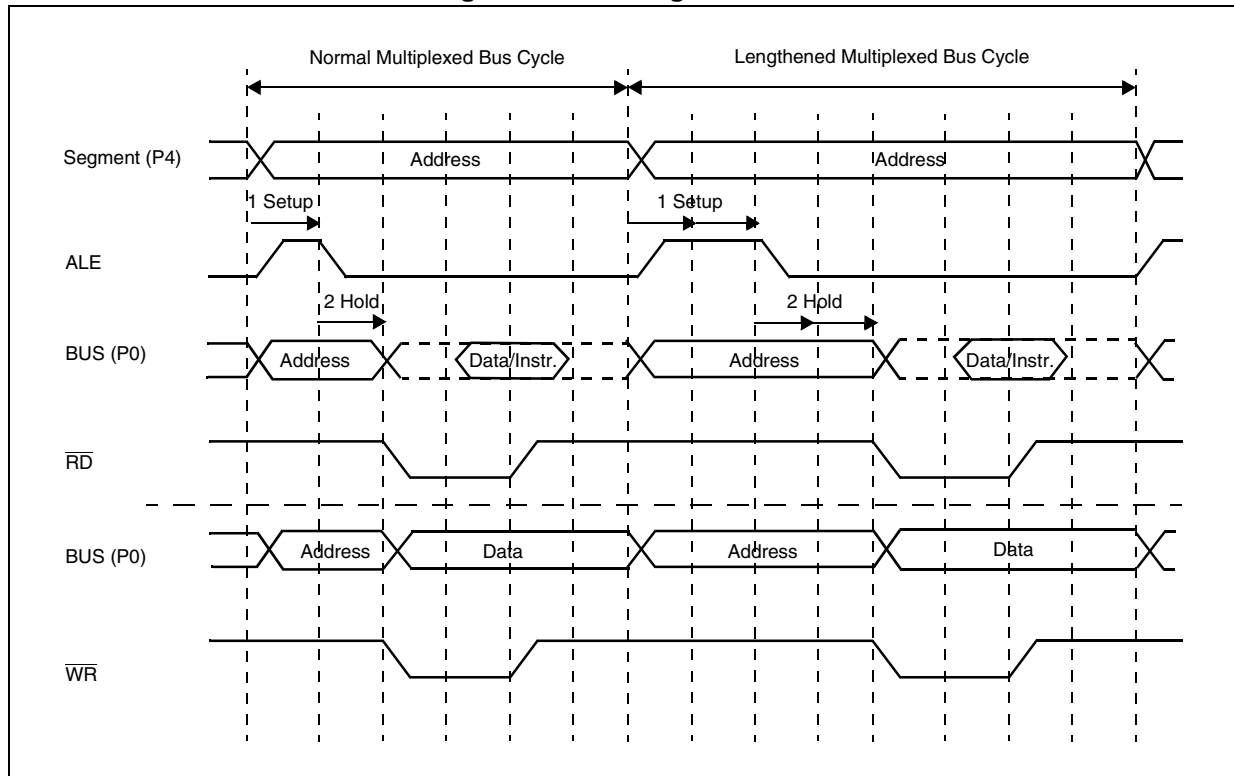 Normal Multiplexed Bus Cycle Lengthened Multiplexed Bus Cycle
Segment (P4) Address Address
1 Setup 1 Setup
ALE
2 Hold 2 Hold
BUS (P0) Address Data/Instr. Address Data/Instr.
RD
BUS (P0) Address Data Address Data
WR